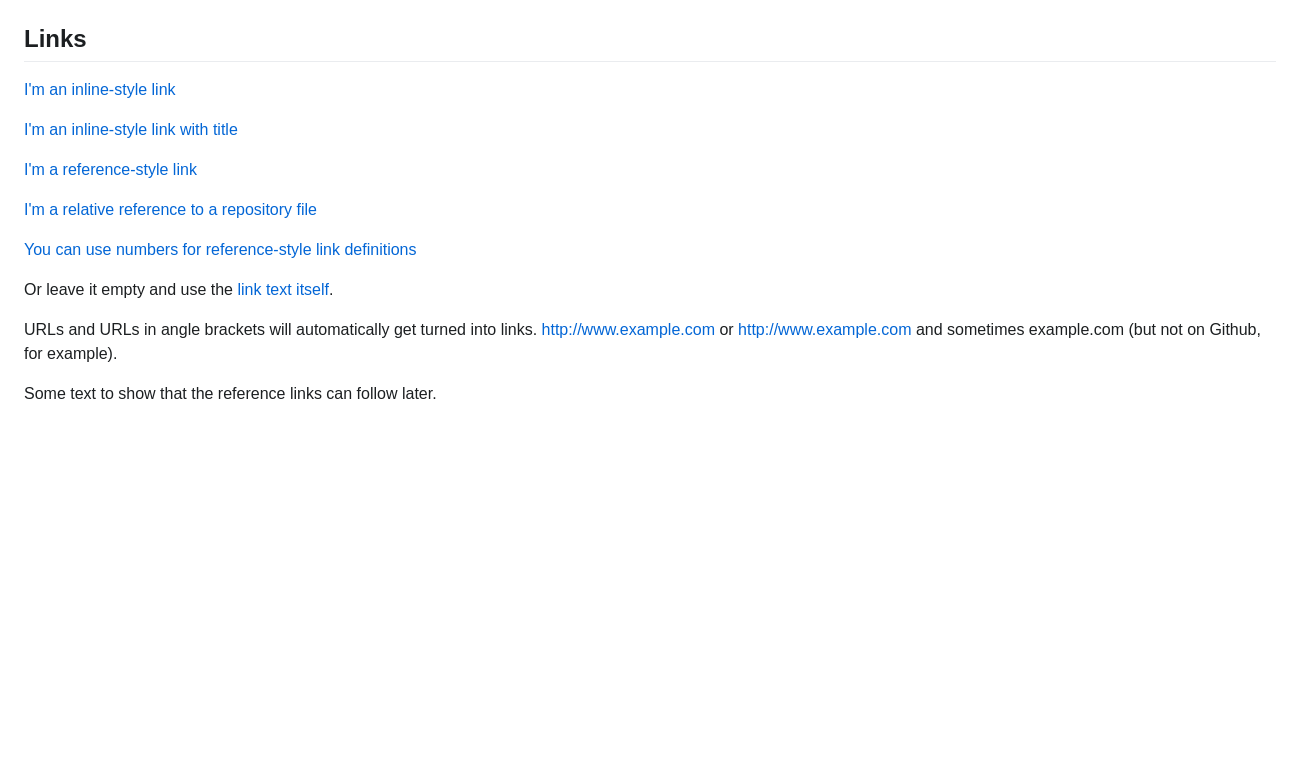 Links
I'm an inline-style link
I'm an inline-style link with title
I'm a reference-style link
I'm a relative reference to a repository file
You can use numbers for reference-style link definitions
Or leave it empty and use the link text itself.
URLs and URLs in angle brackets will automatically get turned into links. http://www.example.com or http://www.example.com and sometimes example.com (but not on Github,
for example).
Some text to show that the reference links can follow later.